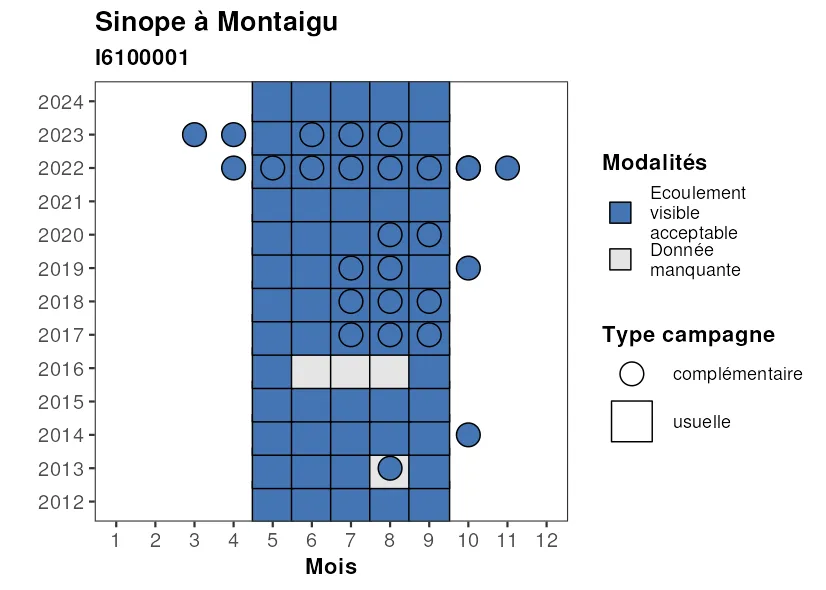 Sinope à Montaigu
I6100001
2024
2023
2022
2021
2020
2019
2018
2017
2016
2015
2014
2013
2012
1 2 3 4 5 6 7 8 9 10 11 12
Mois
Modalités
Ecoulement
visible
acceptable
Donnée
manquante
Type campagne
complémentaire
usuelle